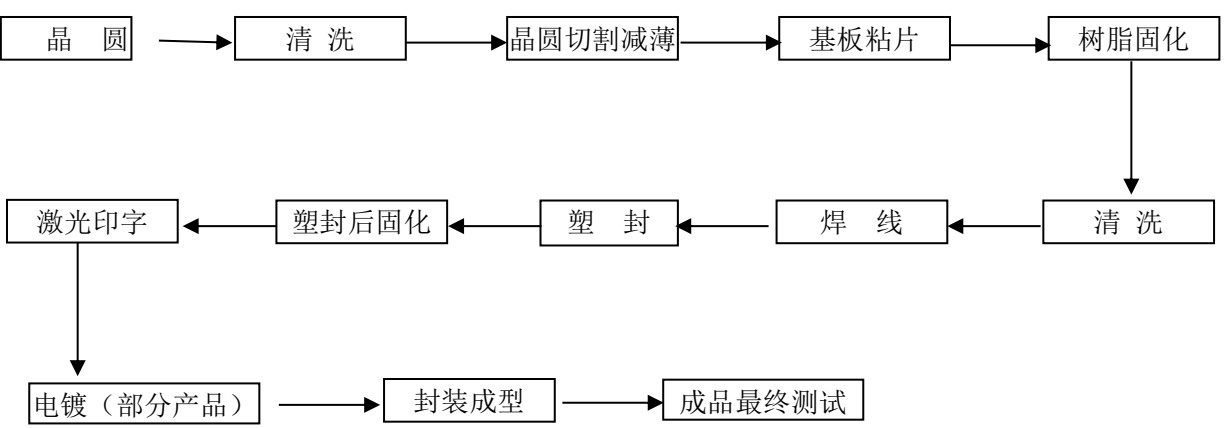 晶 圆
清 洗
晶圆切割减薄
基板粘片
树脂固化
清 洗
焊 线
塑 封
塑封后固化
激光印字
电镀（部分产品）
封装成型
成品最终测试